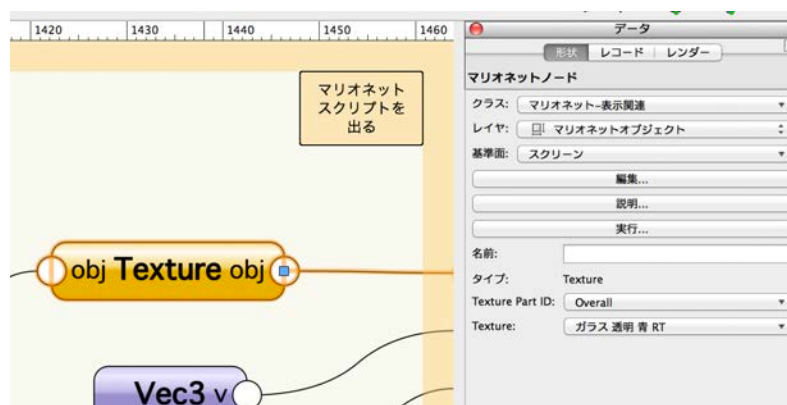 1420 1430 1440 1450 1460
データ
形状 レコード レンダー
マリオネットノード
マリオネット
スクリプトを
出る
クラス: マリオネット-表示関連
レイヤ: マリオネットオブジェクト
基準面: スクリーン
編集...
説明...
実行...
名前:
タイプ: Texture
Texture Part ID: Overall
Texture: ガラス 透明 青 RT
obj Texture obj
Vec3 v